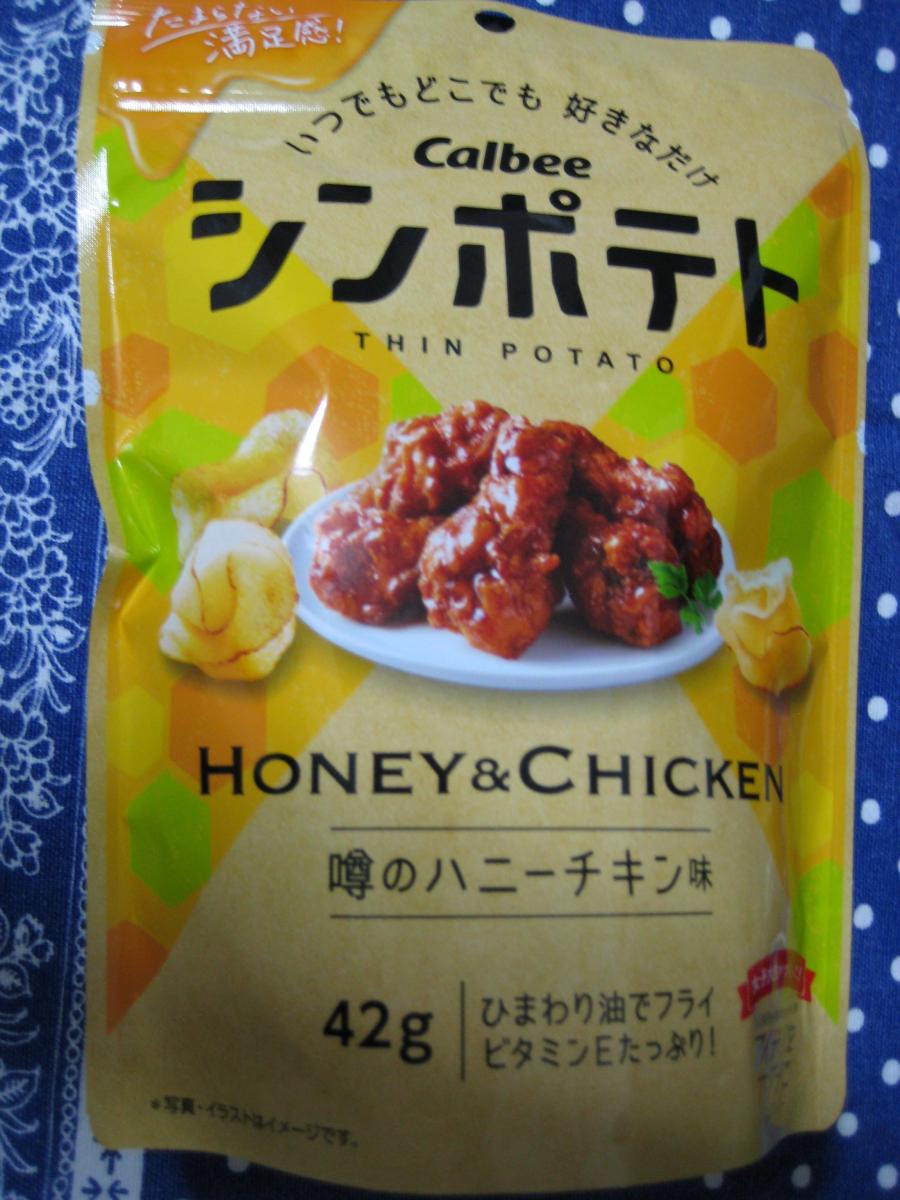 たまらない
満足感!
いつでもどこでも 好きなだけ
Calbee
シンポテト
THIN POTATO
HONEY&CHICKEN
噂のハニーチキン味
42g
ひまわり油でフライ
ビタミンEたっぷり!
*写真・イラストはイメージです。